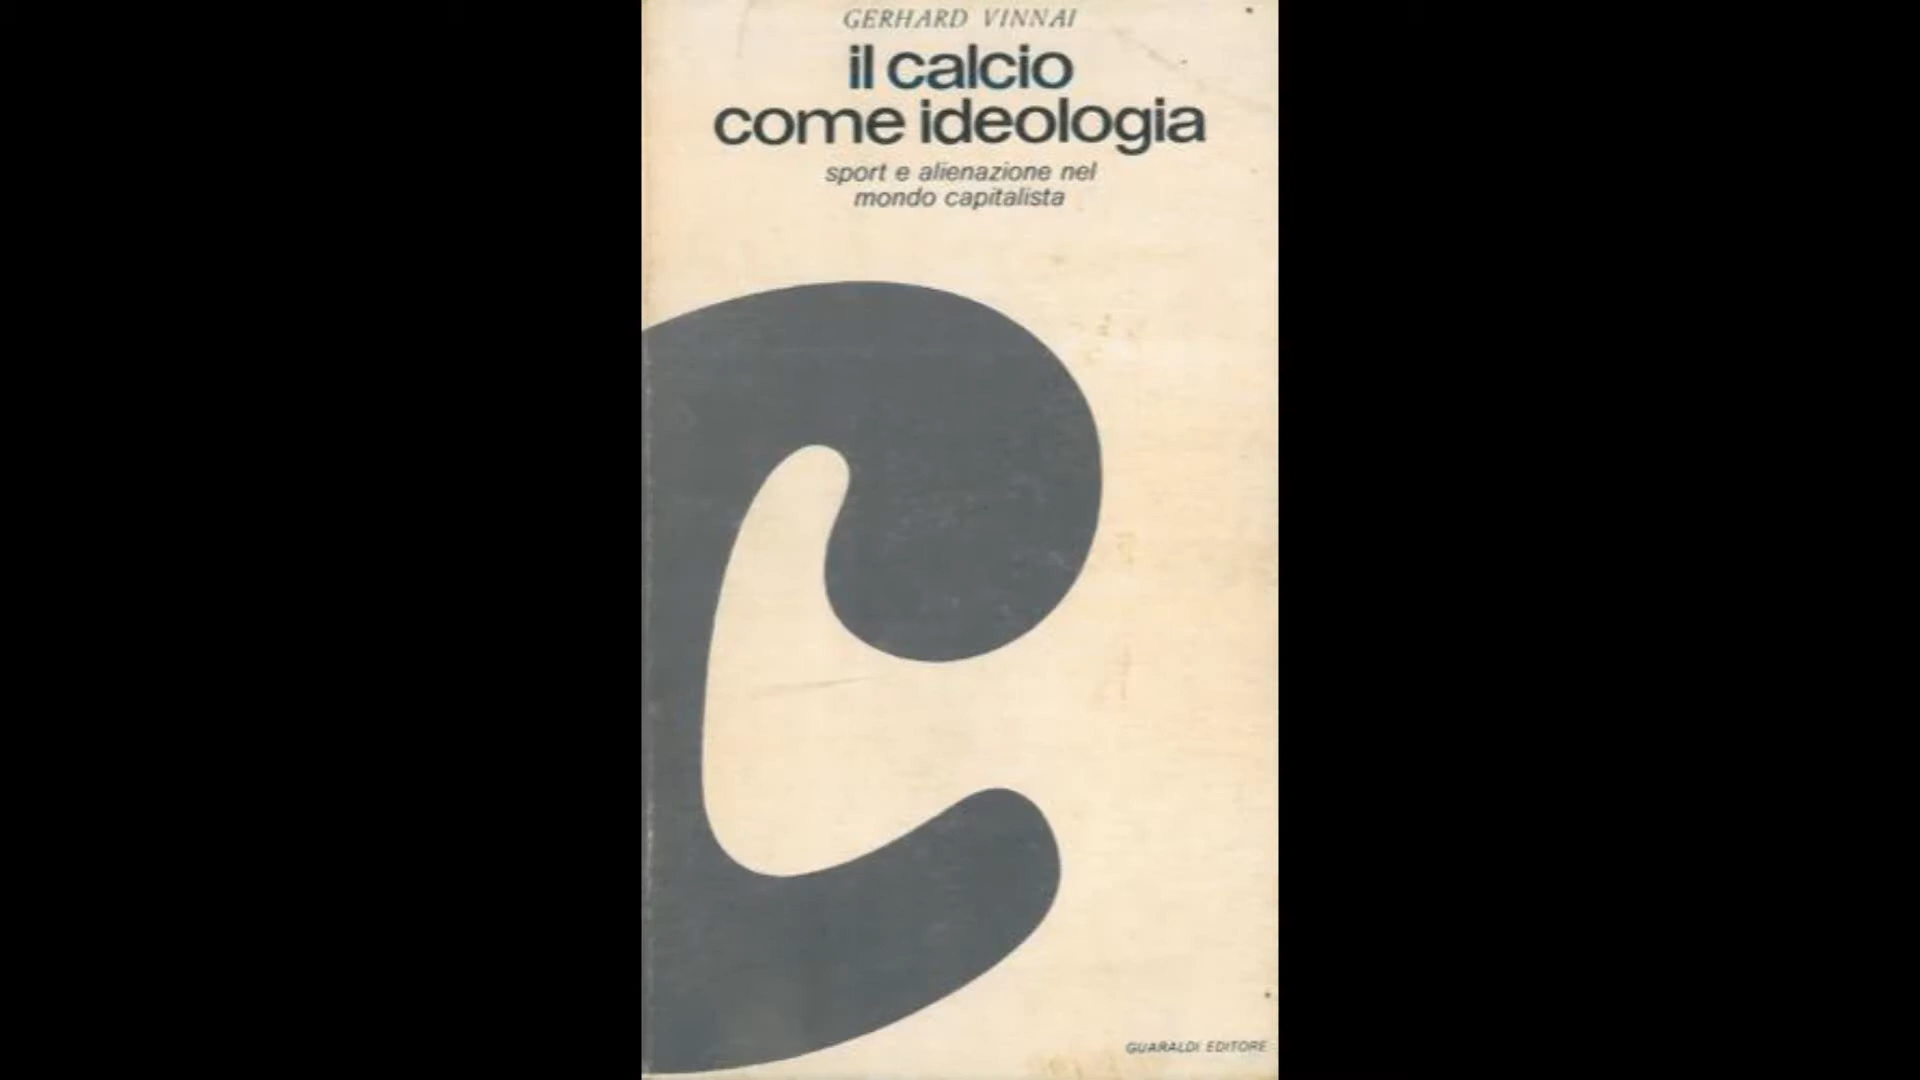 GERHARD VINNAI
il calcio
come ideologia
sport e alienazione nel
mondo capitalista
GUARALDI EDITORE